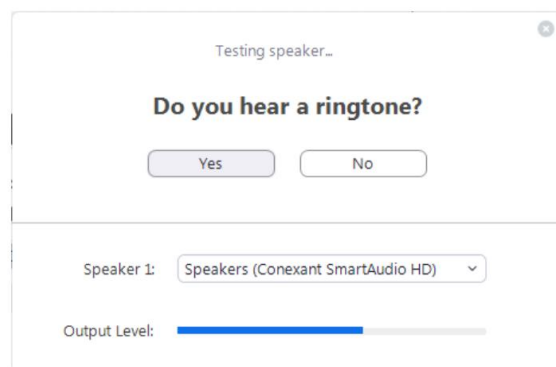 Testing speaker...
Do you hear a ringtone?
Yes No
Speaker 1: Speakers (Conexant SmartAudio HD)
Output Level: